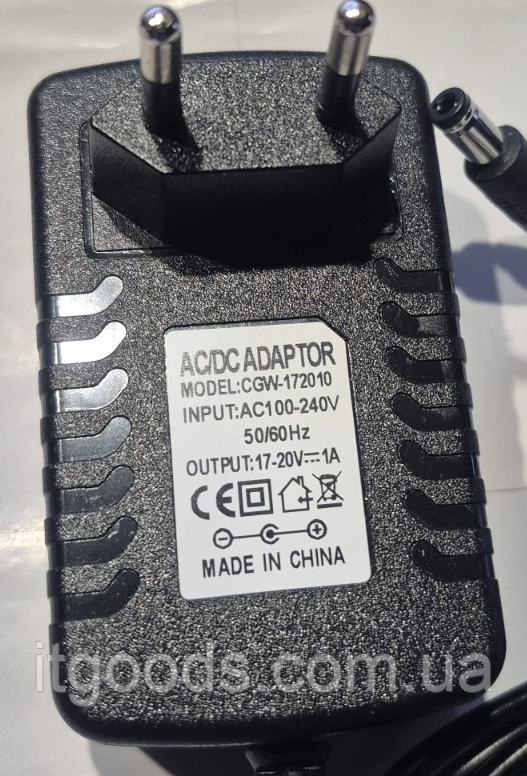 AC/DC ADAPTOR
MODEL:CGW-172010
INPUT:AC100-240V
50/60Hz
OUTPUT:17-20V⎓1A
CE
MADE IN CHINA
itgoods.com.ua